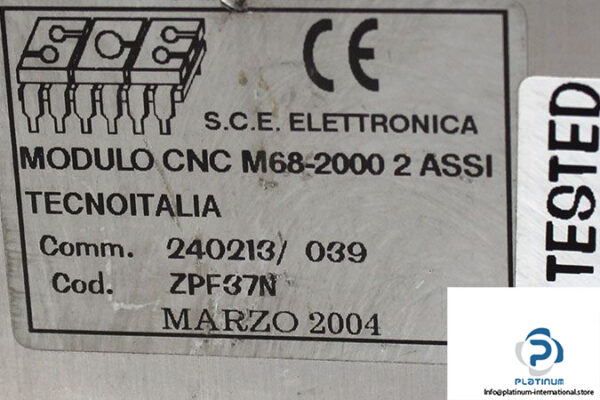 CE
S.C.E. ELETTRONICA
MODULO CNC M68-2000 2 ASSI
TECNOITALIA
Comm. 240213/ 039
Cod. ZPF37N
MARZO 2004
TESTED
PLATINUM
Info@platinum-international.store